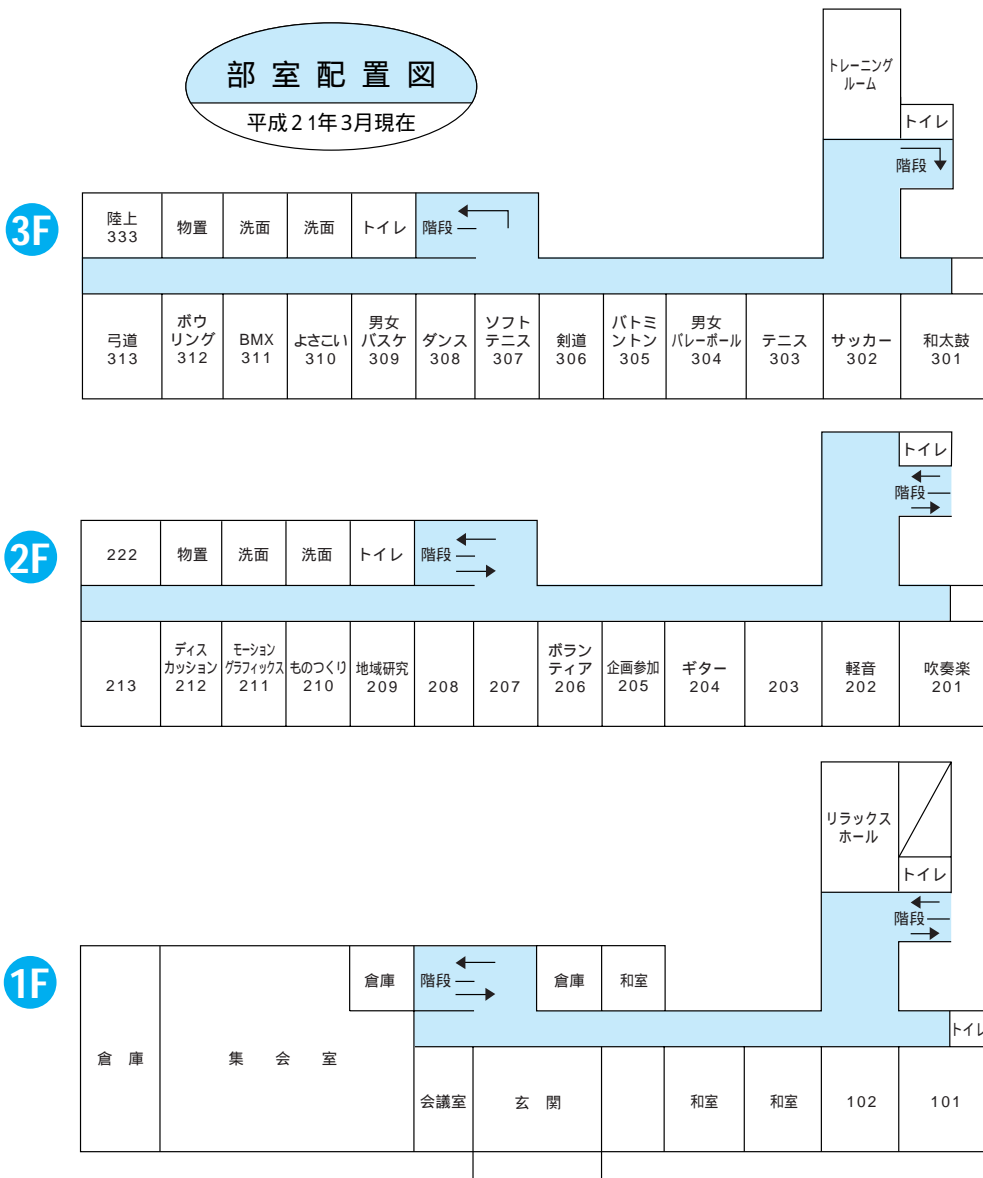 部室配置図
平成21年3月現在
トレーニング
ルーム
トイレ
階段
3F
陸上
333
物置
洗面
洗面
トイレ
階段
弓道
313
ボウ
リング
312
BMX
311
よさこい
310
男女
バスケ
309
ダンス
308
ソフト
テニス
307
剣道
306
バトミ
ントン
305
男女
バレーボール
304
テニス
303
サッカー
302
和太鼓
301
トイレ
階段
2F
222
物置
洗面
洗面
トイレ
階段
213
ディス
カッション
212
モーション
グラフィックス
211
ものつくり
210
地域研究
209
208
207
ボラン
ティア
206
企画参加
205
ギター
204
203
軽音
202
吹奏楽
201
リラックス
ホール
トイレ
階段
1F
倉庫
階段
倉庫
和室
トイレ
倉庫
集会室
会議室
玄関
和室
和室
102
101